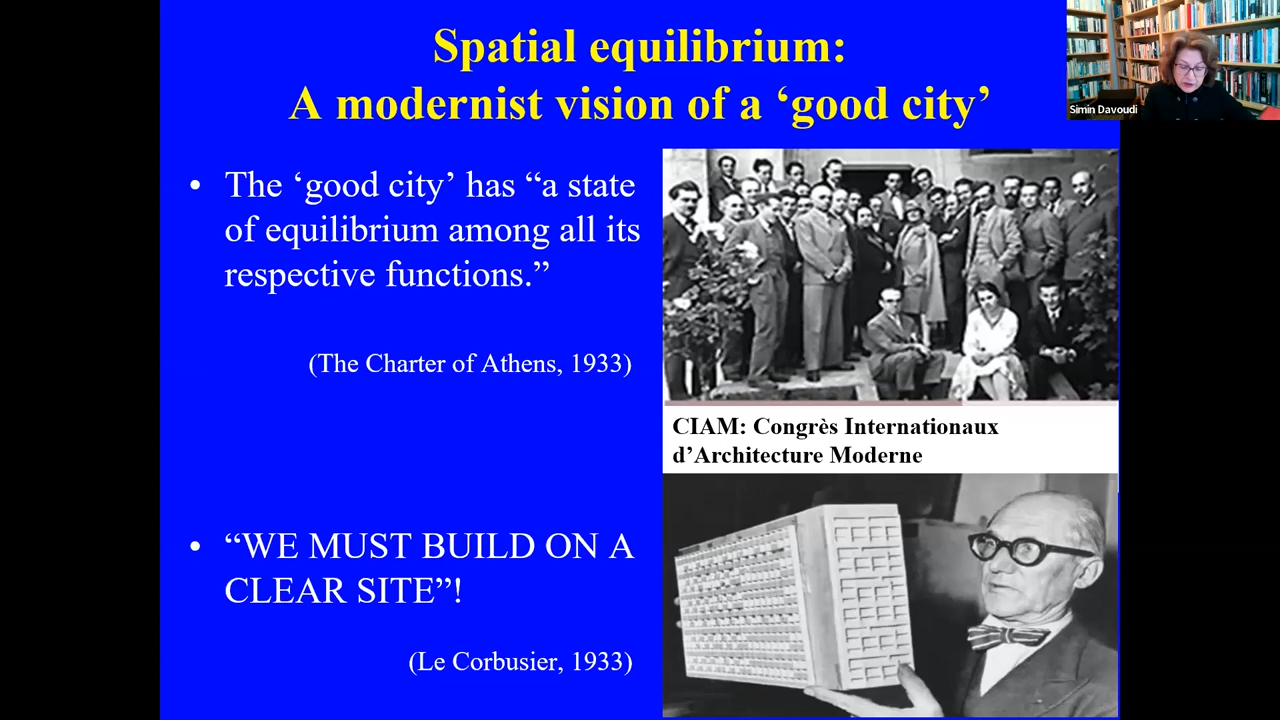 Spatial equilibrium:
A modernist vision of a ‘good city’
Simin Davoudi
• The ‘good city’ has “a state
of equilibrium among all its
respective functions.”
(The Charter of Athens, 1933)
CIAM: Congrès Internationaux
d’Architecture Moderne
• “WE MUST BUILD ON A
CLEAR SITE”!
(Le Corbusier, 1933)